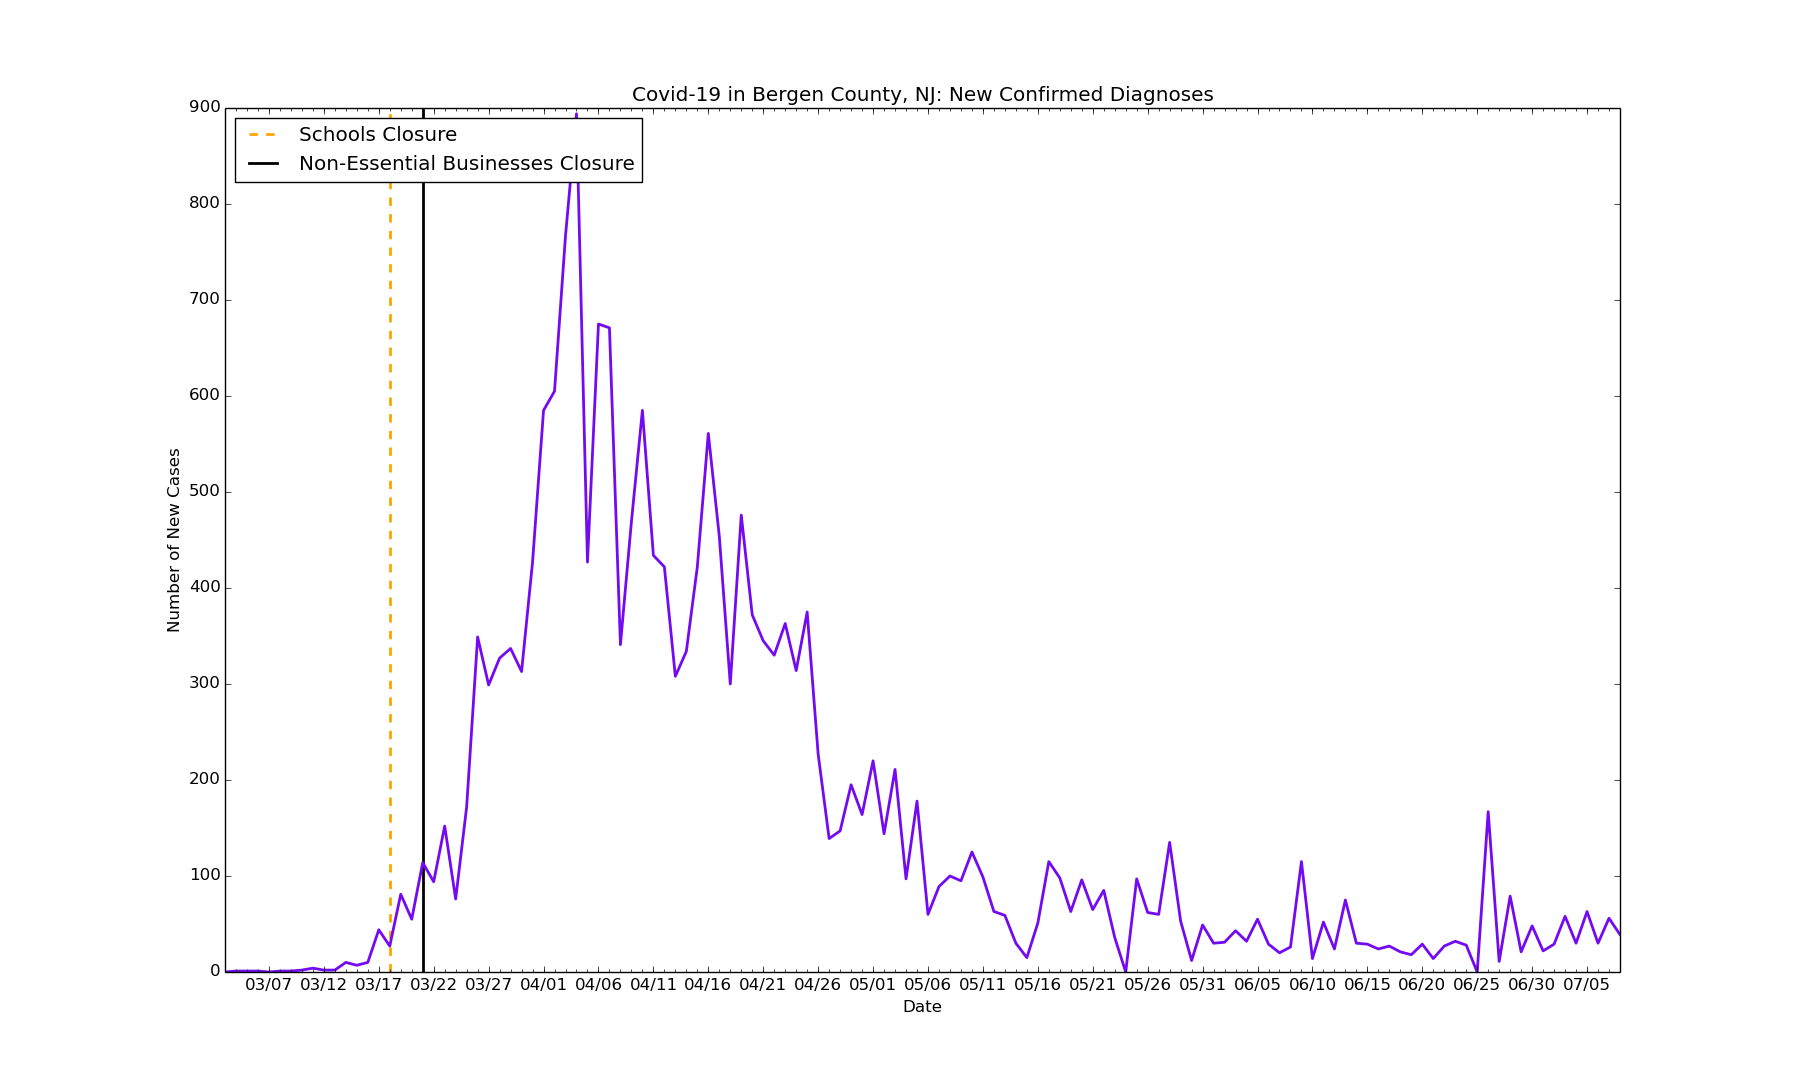 Covid-19 in Bergen County, NJ: New Confirmed Diagnoses
Schools Closure
Non-Essential Businesses Closure
Number of New Cases
900
800
700
600
500
400
300
200
100
0
03/07 03/12 03/17 03/22 03/27 04/01 04/06 04/11 04/16 04/21 04/26 05/01 05/06 05/11 05/16 05/21 05/26 05/31 06/05 06/10 06/15 06/20 06/25 06/30 07/05
Date